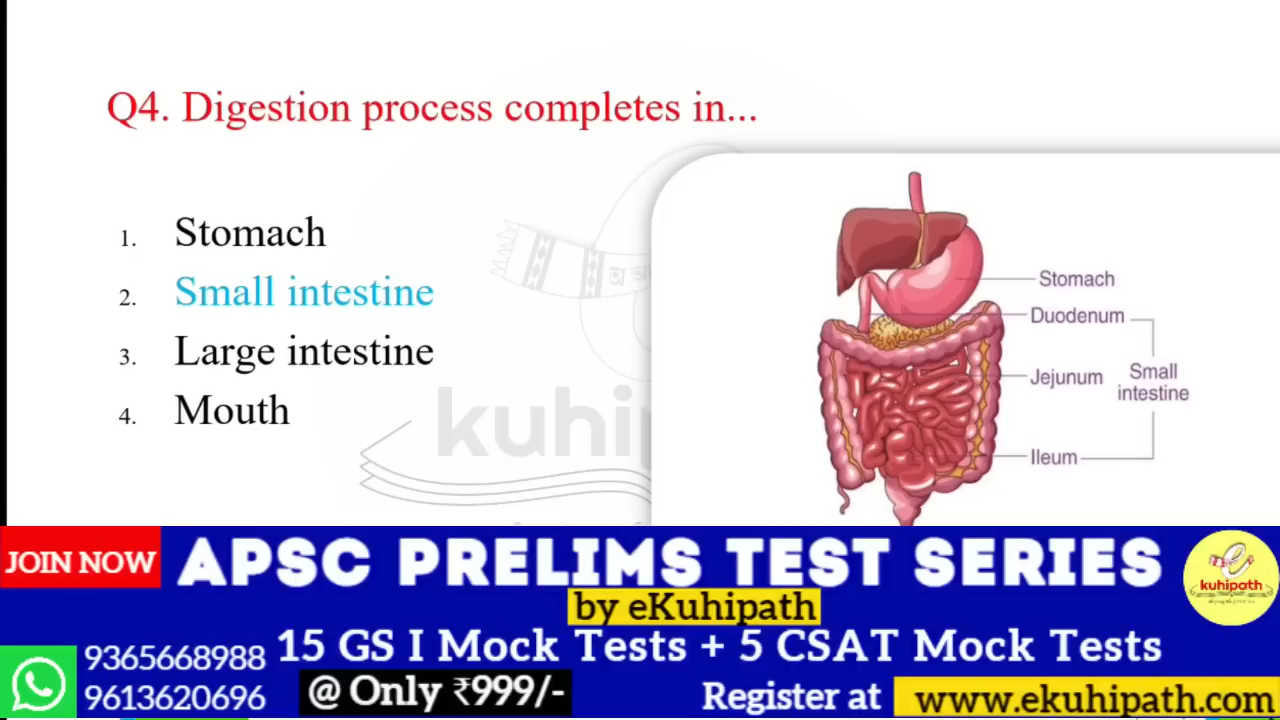 Q4. Digestion process completes in...
1. Stomach
2. Small intestine
3. Large intestine
4. Mouth
Stomach
Duodenum
Jejunum
Small
intestine
Ileum
kuhi
JOIN NOW
APSC PRELIMS TEST SERIES
by eKuhipath
kuhipath
15 GS I Mock Tests + 5 CSAT Mock Tests
9365668988
9613620696
@ Only ₹999/-
Register at
www.ekuhipath.com